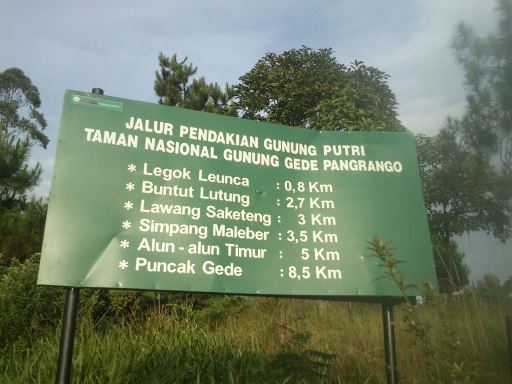 JALUR PENDAKIAN GUNUNG PUTRI
TAMAN NASIONAL GUNUNG GEDE PANGRANGO
* Legok Leunca : 0,8 Km
* Buntut Lutung : 2,7 Km
* Lawang Saketeng : 3 Km
* Simpang Maleber : 3,5 Km
* Alun - alun Timur : 5 Km
* Puncak Gede : 8,5 Km